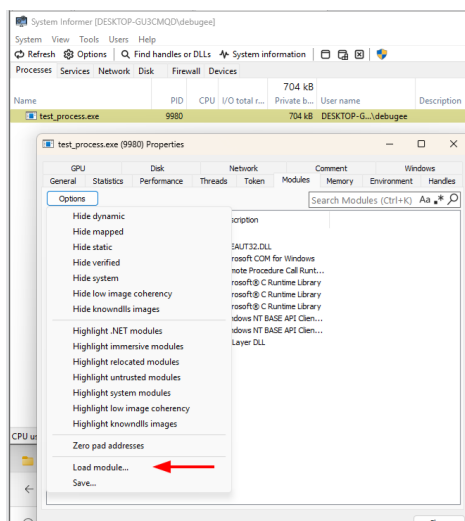 System Informer [DESKTOP-GU3CMQD\debugee]
System View Tools Users Help
Refresh Options Find handles or DLLs System information
Processes Services Network Disk Firewall Devices
704 kB
Name PID CPU I/O total r... Private b... User name Description
test_process.exe 9980 704 kB DESKTOP-G...\debugee
test_process.exe (9980) Properties
GPU Disk Network Comment Windows
General Statistics Performance Threads Token Modules Memory Environment Handles
Options Search Modules (Ctrl+K) Aa .*
Hide dynamic
Hide mapped
Hide static
Hide verified
Hide system
Hide low image coherency
Hide knowndlls images
Highlight .NET modules
Highlight immersive modules
Highlight relocated modules
Highlight untrusted modules
Highlight system modules
Highlight low image coherency
Highlight knowndlls images
Zero pad addresses
Load module...
Save...
scription
EAUT32.DLL
rosoft COM for Windows
mote Procedure Call Runt...
rosoft® C Runtime Library
rosoft® C Runtime Library
rosoft® C Runtime Library
ndows NT BASE API Clien...
ndows NT BASE API Clien...
Layer DLL
CPU us